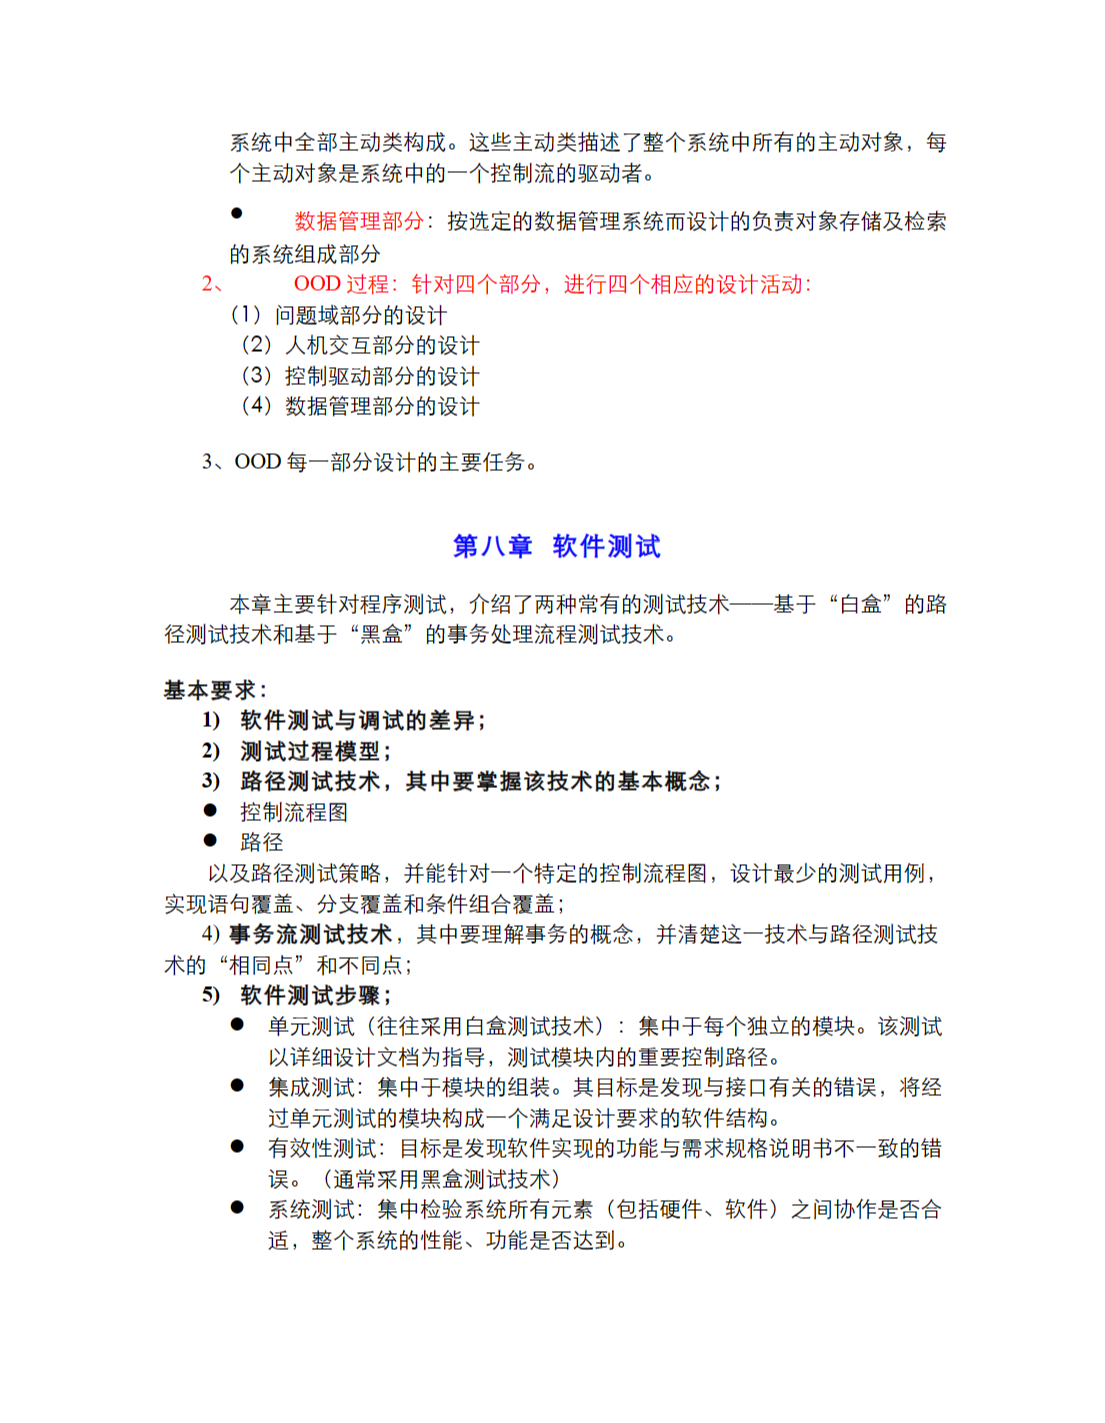 系统中全部主动类构成。这些主动类描述了整个系统中所有的主动对象，每
个主动对象是系统中的一个控制流的驱动者。
● 数据管理部分：按选定的数据管理系统而设计的负责对象存储及检索
的系统组成部分
2、 OOD 过程：针对四个部分，进行四个相应的设计活动：
（1）问题域部分的设计
（2）人机交互部分的设计
（3）控制驱动部分的设计
（4）数据管理部分的设计
3、OOD 每一部分设计的主要任务。
第八章 软件测试
本章主要针对程序测试，介绍了两种常有的测试技术——基于“白盒”的路
径测试技术和基于“黑盒”的事务处理流程测试技术。
基本要求：
1) 软件测试与调试的差异；
2) 测试过程模型；
3) 路径测试技术，其中要掌握该技术的基本概念；
● 控制流程图
● 路径
以及路径测试策略，并能针对一个特定的控制流程图，设计最少的测试用例，
实现语句覆盖、分支覆盖和条件组合覆盖；
4) 事务流测试技术，其中要理解事务的概念，并清楚这一技术与路径测试技
术的“相同点”和不同点；
5) 软件测试步骤；
● 单元测试（往往采用白盒测试技术）：集中于每个独立的模块。该测试
以详细设计文档为指导，测试模块内的重要控制路径。
● 集成测试：集中于模块的组装。其目标是发现与接口有关的错误，将经
过单元测试的模块构成一个满足设计要求的软件结构。
● 有效性测试：目标是发现软件实现的功能与需求规格说明书不一致的错
误。（通常采用黑盒测试技术）
● 系统测试：集中检验系统所有元素（包括硬件、软件）之间协作是否合
适，整个系统的性能、功能是否达到。